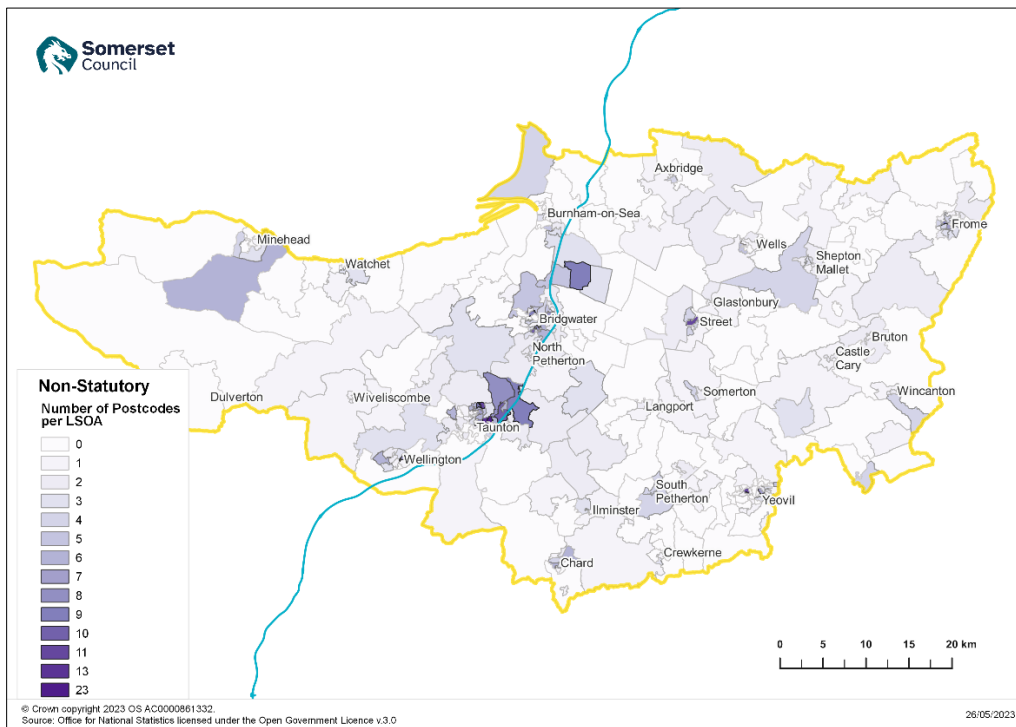 Somerset
Council
Axbridge
Burnham-on-Sea
Frome
Minehead
Wells
Watchet
Shepton
Mallet
Glastonbury
Bridgwater
Street
Bruton
North
Petherton
Castle
Cary
Non-Statutory
Dulverton
Wiveliscombe
Somerton
Wincanton
Langport
Number of Postcodes
per LSOA
Taunton
Wellington
0
1
2
3
4
5
6
7
8
9
10
11
13
23
South
Petherton
Yeovil
Ilminster
Chard
Crewkerne
0 5 10 15 20 km
© Crown copyright 2023 OS AC0000861332.
Source: Office for National Statistics licensed under the Open Government Licence v.3.0
26/05/2023